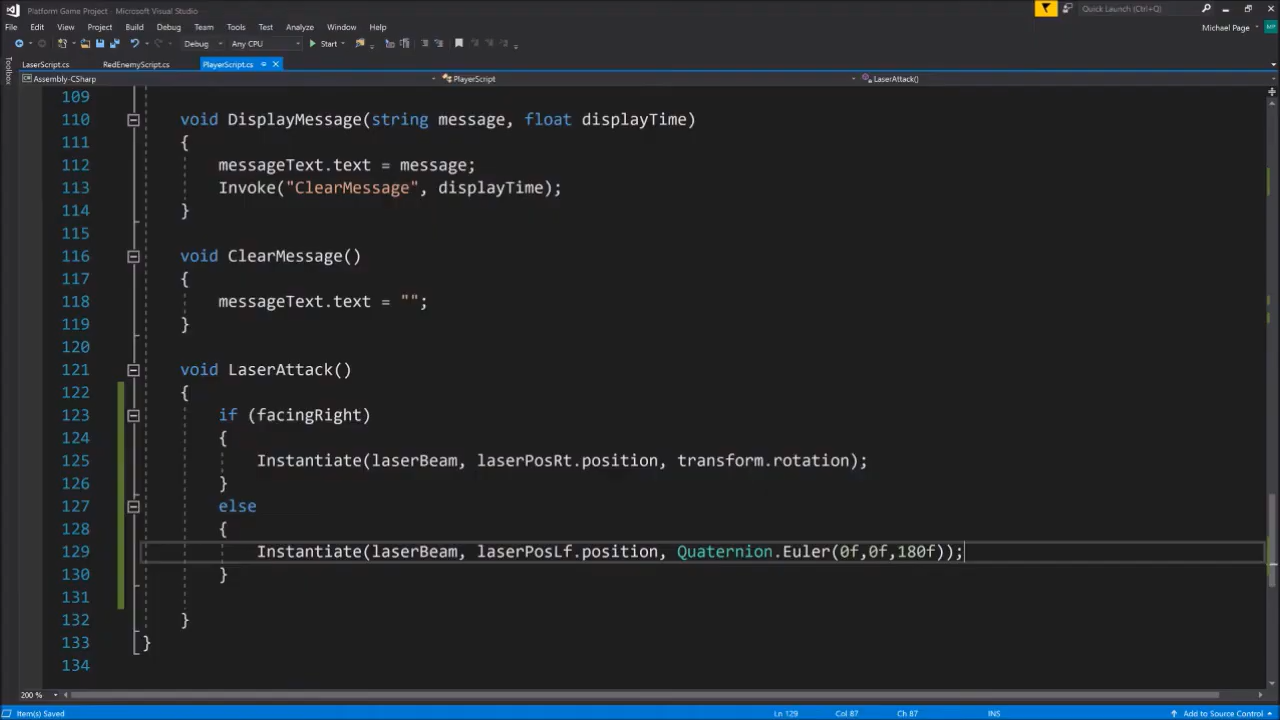 Platform Game Project - Microsoft Visual Studio
Quick Launch (Ctrl+Q)
File Edit View Project Build Debug Team Tools Test Analyze Window Help
Michael Page
MP
Debug Any CPU Start
LaserScript.cs RedEnemyScript.cs PlayerScript.cs
Toolbox
Assembly-CSharp PlayerScript LaserAttack()
109
110 void DisplayMessage(string message, float displayTime)
111 {
112 messageText.text = message;
113 Invoke("ClearMessage", displayTime);
114 }
115
116 void ClearMessage()
117 {
118 messageText.text = "";
119 }
120
121 void LaserAttack()
122 {
123 if (facingRight)
124 {
125 Instantiate(laserBeam, laserPosRt.position, transform.rotation);
126 }
127 else
128 {
129 Instantiate(laserBeam, laserPosLf.position, Quaternion.Euler(0f,0f,180f));
130 }
131
132 }
133 }
134
200 %
Item(s) Saved Ln 129 Col 87 Ch 87 INS Add to Source Control